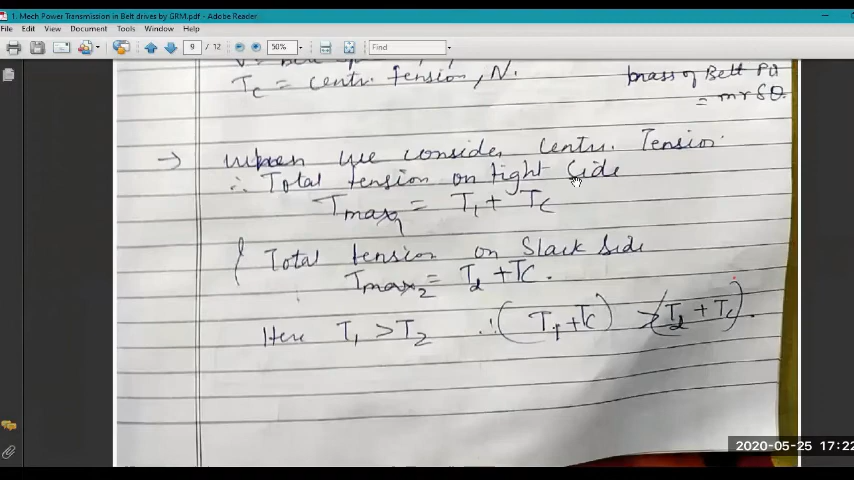 1. Mech Power Transmission in Belt drives by GRM.pdf - Adobe Reader
File Edit View Document Tools Window Help
9 / 12 50% Find
Tc = centr. tension, N.
mass of Belt PQ
= mrδθ.
→ when we consider centr. Tension
∴ Total tension on tight side
Tmax1 = T1 + Tc
Total tension on Slack side
Tmax2 = T2 + Tc.
Here T1 > T2 ∴ (T1 + Tc) > (T2 + Tc).
2020-05-25 17:22